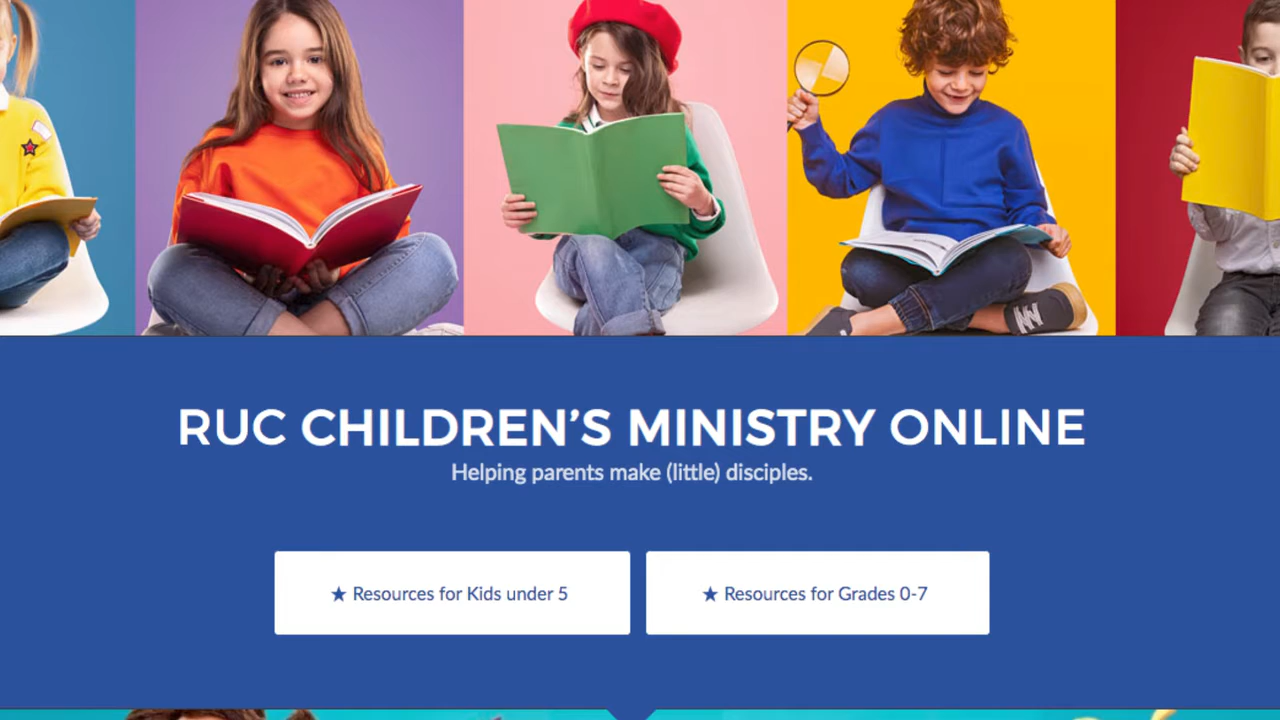 RUC CHILDREN’S MINISTRY ONLINE
Helping parents make (little) disciples.
★ Resources for Kids under 5
★ Resources for Grades 0-7